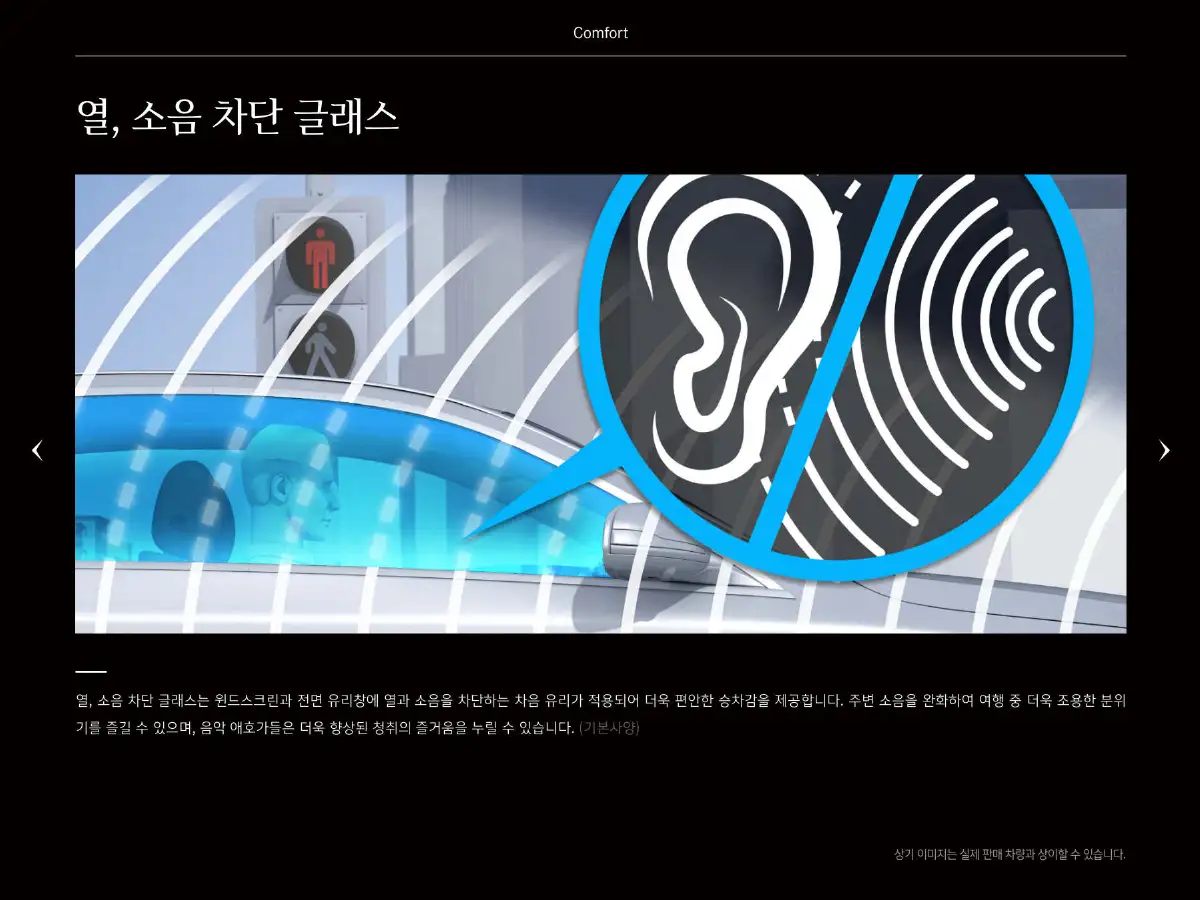 Comfort
열, 소음 차단 글래스
열, 소음 차단 글래스는 윈드스크린과 전면 유리창에 열과 소음을 차단하는 차음 유리가 적용되어 더욱 편안한 승차감을 제공합니다. 주변 소음을 완화하여 여행 중 더욱 조용한 분위
기를 즐길 수 있으며, 음악 애호가들은 더욱 향상된 청취의 즐거움을 누릴 수 있습니다. (기본사양)
상기 이미지는 실제 판매 차량과 상이할 수 있습니다.